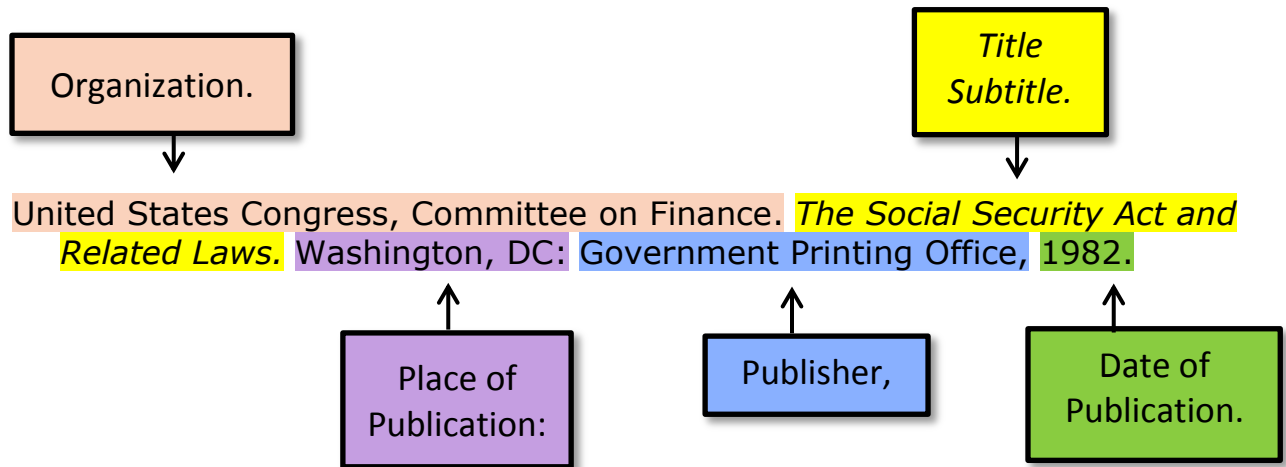 Organization.
Title
Subtitle.
United States Congress, Committee on Finance. The Social Security Act and
Related Laws. Washington, DC: Government Printing Office, 1982.
Place of
Publication:
Publisher,
Date of
Publication.